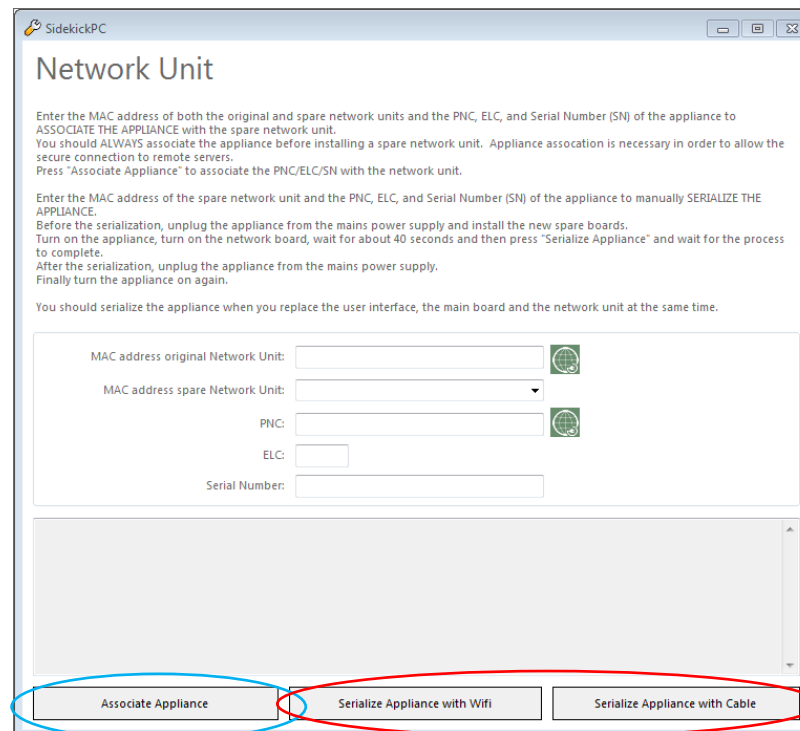 SidekickPC
Network Unit
Enter the MAC address of both the original and spare network units and the PNC, ELC, and Serial Number (SN) of the appliance to
ASSOCIATE THE APPLIANCE with the spare network unit.
You should ALWAYS associate the appliance before installing a spare network unit.  Appliance assocation is necessary in order to allow the
secure connection to remote servers.
Press "Associate Appliance" to associate the PNC/ELC/SN with the network unit.
Enter the MAC address of the spare network unit and the PNC, ELC, and Serial Number (SN) of the appliance to manually SERIALIZE THE
APPLIANCE.
Before the serialization, unplug the appliance from the mains power supply and install the new spare boards.
Turn on the appliance, turn on the network board, wait for about 40 seconds and then press "Serialize Appliance" and wait for the process
to complete.
After the serialization, unplug the appliance from the mains power supply.
Finally turn the appliance on again.
You should serialize the appliance when you replace the user interface, the main board and the network unit at the same time.
MAC address original Network Unit:
MAC address spare Network Unit:
PNC:
ELC:
Serial Number:
Associate Appliance
Serialize Appliance with Wifi
Serialize Appliance with Cable